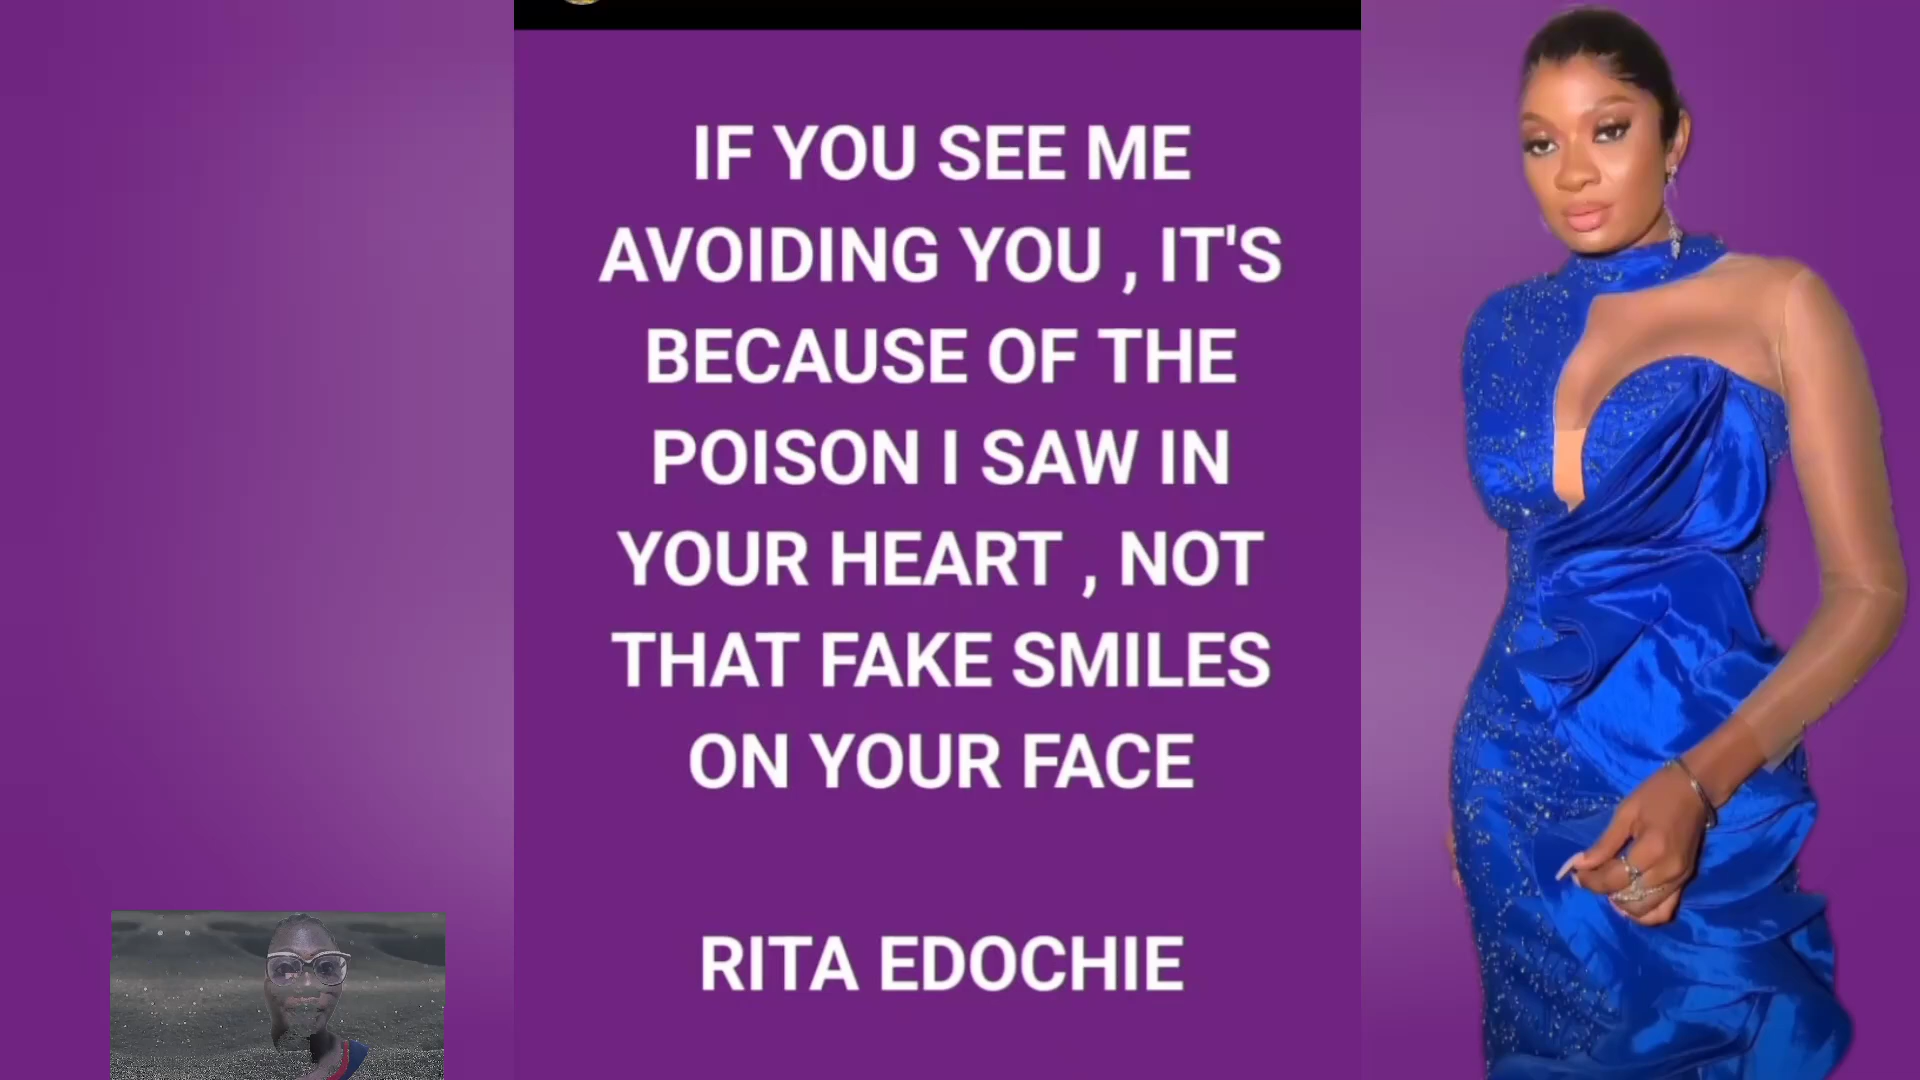 IF YOU SEE ME
AVOIDING YOU , IT'S
BECAUSE OF THE
POISON I SAW IN
YOUR HEART , NOT
THAT FAKE SMILES
ON YOUR FACE
RITA EDOCHIE